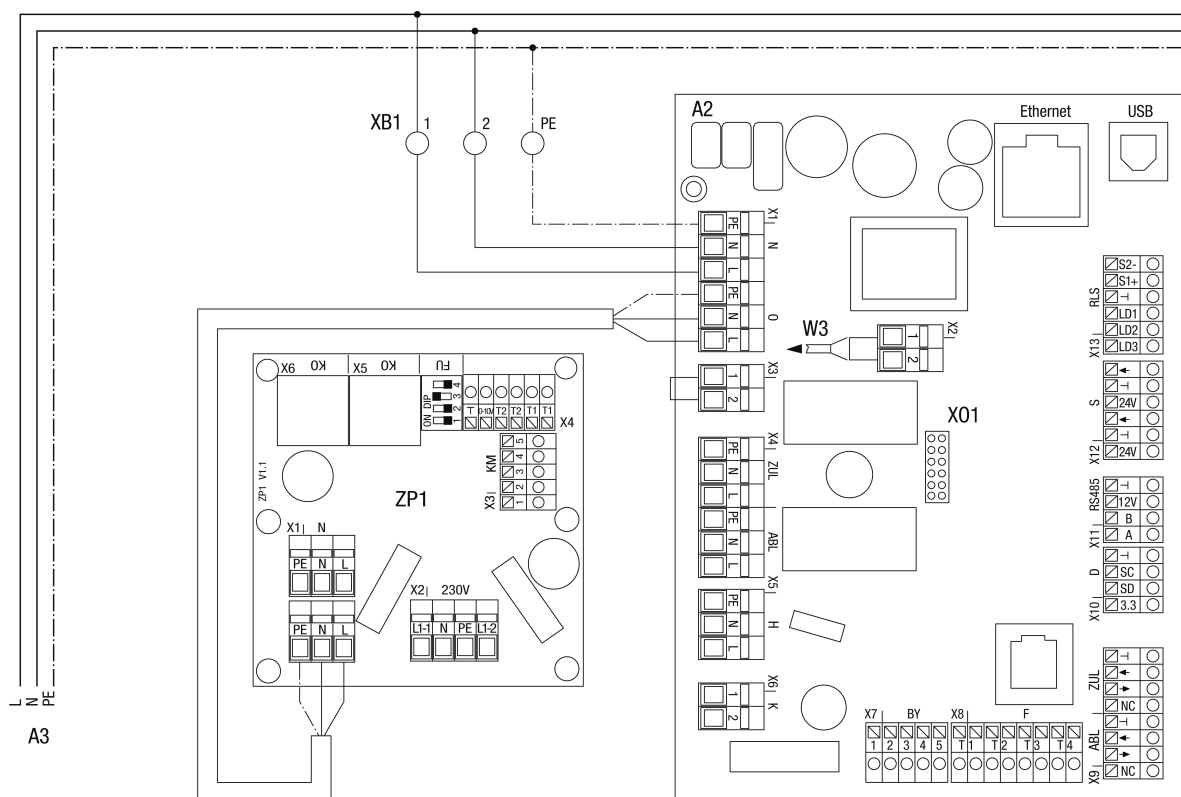 XB1
1
2
PE
A2
Ethernet
USB
X1
N
PE
N
L
O
PE
N
L
W3
X2
1
2
X3
1
2
X01
X4
ZUL
PE
N
L
ABL
PE
N
L
X5
H
PE
N
L
X6
K
1
2
RLS
S2-
S1+
LD1
LD2
X13
LD3
S
24V
X12
24V
RS485
12V
B
X11
A
D
SC
SD
X10
3.3
ZUL
NC
ABL
X9
NC
X7 BY
1 2 3 4 5
X8 F
T 1 T 2 T 3 T 4
X6 KO X5 KO FU
ON DIP
1 2 3 4
0-10V T2 T2 T1 T1
X4
KM
5
4
3
2
X3
1
ZP1 V1.1
ZP1
X1 N
PE N L
PE N L
X2 230V
L1-1 N PE L1-2
L
N
PE
A3